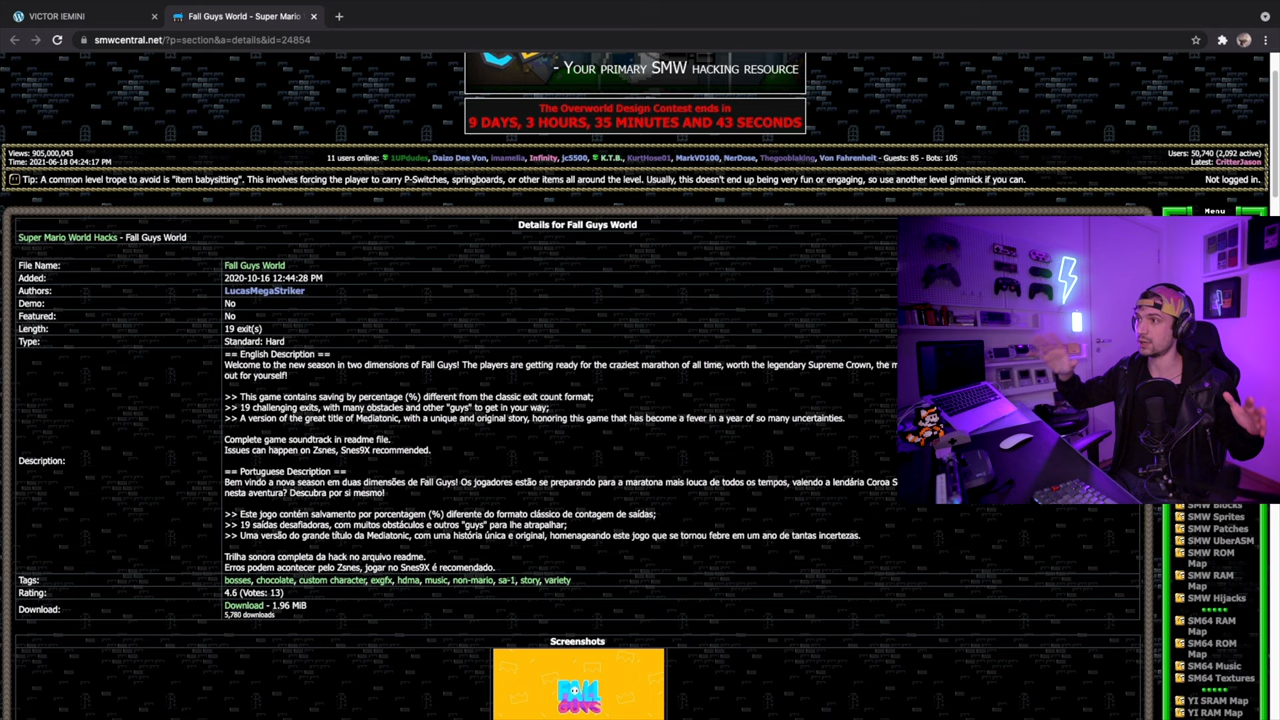 VICTOR IEMINI
Fall Guys World - Super Mario
smwcentral.net/?p=section&a=details&id=24854
- Your primary SMW hacking resource
The Overworld Design Contest ends in
9 DAYS, 3 HOURS, 35 MINUTES AND 43 SECONDS
Views: 905,000,043
Time: 2021-06-18 04:24:17 PM
11 users online: 1UPdudes, Daizo Dee Von, imamelia, Infinity, jc5500, K.T.B., KurtHose01, MarkVD100, NerDose, Thegooblaking, Von Fahrenheit - Guests: 85 - Bots: 105
Users: 50,740 (2,092 active)
Latest: CritterJason
Tip: A common level trope to avoid is "item babysitting". This involves forcing the player to carry P-Switches, springboards, or other items all around the level. Usually, this doesn't end up being very fun or engaging, so use another level gimmick if you can.
Not logged in.
Menu
Details for Fall Guys World
Super Mario World Hacks - Fall Guys World
File Name: Fall Guys World
Added: 2020-10-16 12:44:28 PM
Authors: LucasMegaStriker
Demo: No
Featured: No
Length: 19 exit(s)
Type: Standard: Hard
Description:
== English Description ==
Welcome to the new season in two dimensions of Fall Guys! The players are getting ready for the craziest marathon of all time, worth the legendary Supreme Crown, the m
out for yourself!
>> This game contains saving by percentage (%) different from the classic exit count format;
>> 19 challenging exits, with many obstacles and other "guys" to get in your way;
>> A version of the great title of Mediatonic, with a unique and original story, honoring this game that has become a fever in a year of so many uncertainties.
Complete game soundtrack in readme file.
Issues can happen on Zsnes, Snes9X recommended.
== Portuguese Description ==
Bem vindo a nova season em duas dimensões de Fall Guys! Os jogadores estão se preparando para a maratona mais louca de todos os tempos, valendo a lendária Coroa S
nesta aventura? Descubra por si mesmo!
>> Este jogo contém salvamento por porcentagem (%) diferente do formato clássico de contagem de saídas;
>> 19 saídas desafiadoras, com muitos obstáculos e outros "guys" para lhe atrapalhar;
>> Uma versão do grande título da Mediatonic, com uma história única e original, homenageando este jogo que se tornou febre em um ano de tantas incertezas.
Trilha sonora completa da hack no arquivo readme.
Erros podem acontecer pelo Zsnes, jogar no Snes9X é recomendado.
Tags: bosses, chocolate, custom character, exgfx, hdma, music, non-mario, sa-1, story, variety
Rating: 4.6 (Votes: 13)
Download: Download - 1.96 MiB
5,780 downloads
Screenshots
FALL
GUYS
SMW Blocks
SMW Sprites
SMW Patches
SMW UberASM
SMW ROM
Map
SMW RAM
Map
SMW Hijacks
SM64 RAM
Map
SM64 ROM
SM64 Music
SM64 Textures
YI SRAM Map
YI RAM Map